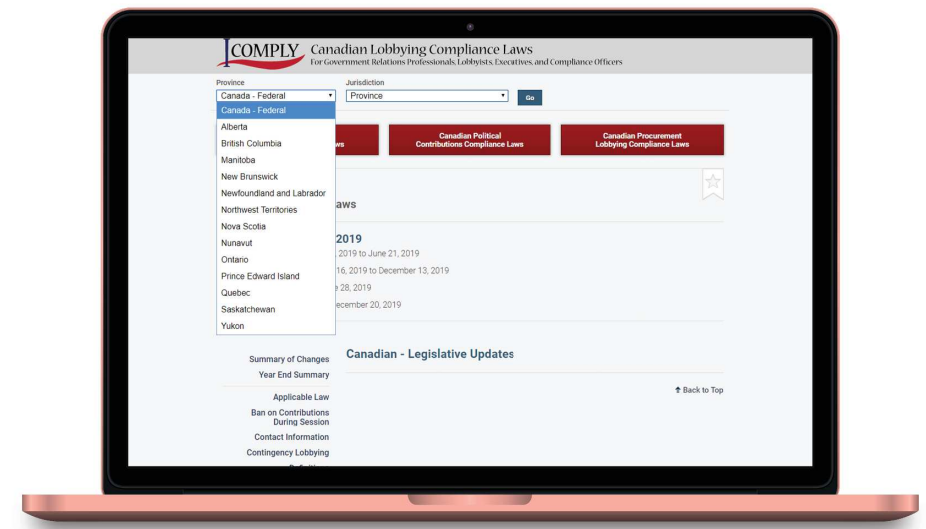 COMPLY Canadian Lobbying Compliance Laws
For Government Relations Professionals, Lobbyists, Executives, and Compliance Officers
Province Jurisdiction
Canada - Federal Province Go
Canada - Federal
Alberta
British Columbia
Manitoba
New Brunswick
Newfoundland and Labrador
Northwest Territories
Nova Scotia
Nunavut
Ontario
Prince Edward Island
Quebec
Saskatchewan
Yukon
Canadian Political
Contributions Compliance Laws
Canadian Procurement
Lobbying Compliance Laws
aws
2019
2019 to June 21, 2019
16, 2019 to December 13, 2019
28, 2019
ecember 20, 2019
Summary of Changes
Year End Summary
Applicable Law
Ban on Contributions
During Session
Contact Information
Contingency Lobbying
Canadian - Legislative Updates
Back to Top